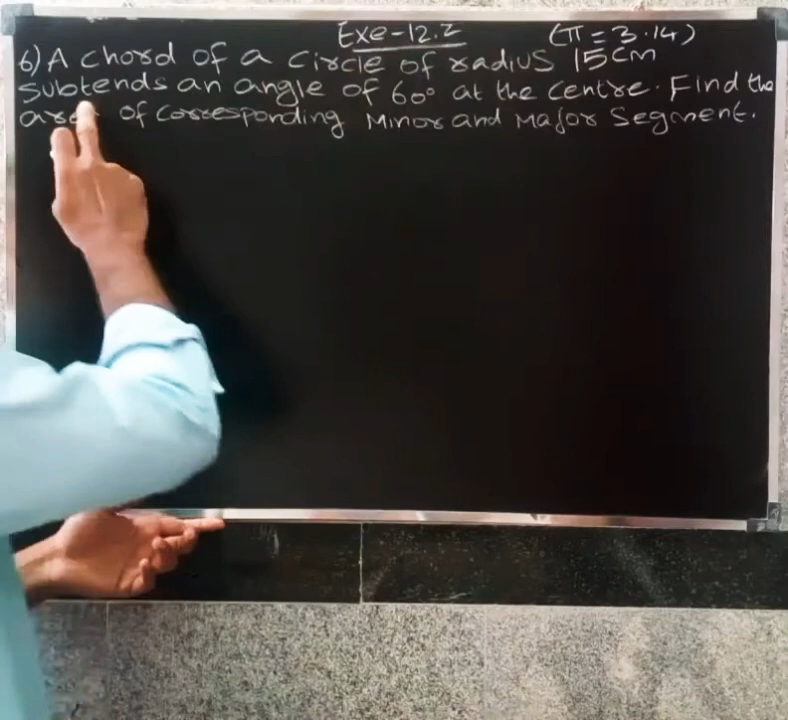 Exe-12.2 (π = 3.14)
6) A chord of a circle of radius 15cm
subtends an angle of 60° at the centre. Find the
area of corresponding Minor and Major Segment.